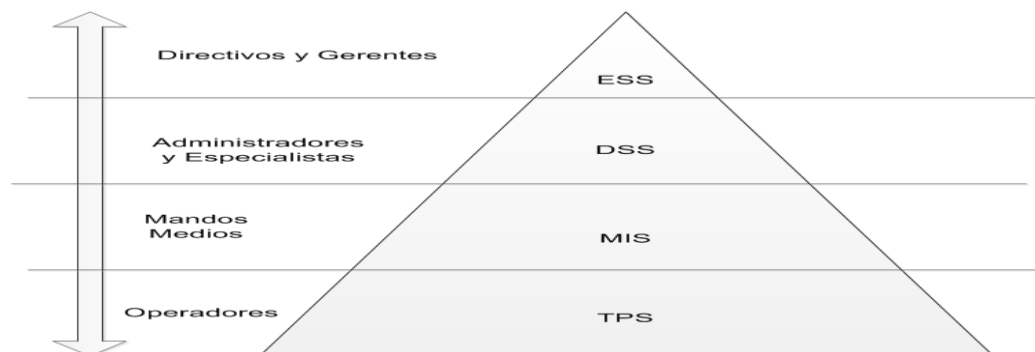 Directivos y Gerentes
ESS
Administradores
y Especialistas
DSS
Mandos
Medios
MIS
Operadores
TPS